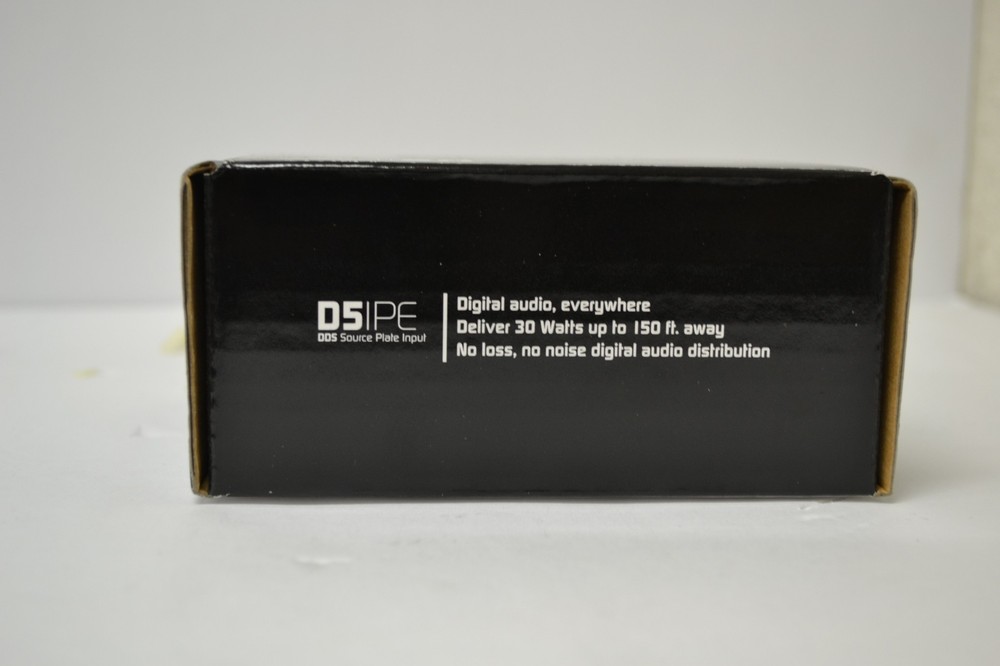 D5IPE
DDS Source Plate Input
Digital audio, everywhere
Deliver 30 Watts up to 150 ft. away
No loss, no noise digital audio distribution